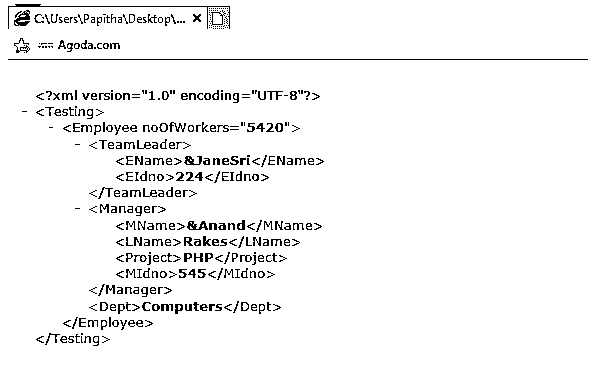 C:\Users\Papitha\Desktop\...
Agoda.com
<?xml version="1.0" encoding="UTF-8"?>
- <Testing>
- <Employee noOfWorkers="5420">
- <TeamLeader>
<EName>&JaneSri</EName>
<EIdno>224</EIdno>
</TeamLeader>
- <Manager>
<MName>&Anand</MName>
<LName>Rakes</LName>
<Project>PHP</Project>
<MIdno>545</MIdno>
</Manager>
<Dept>Computers</Dept>
</Employee>
</Testing>